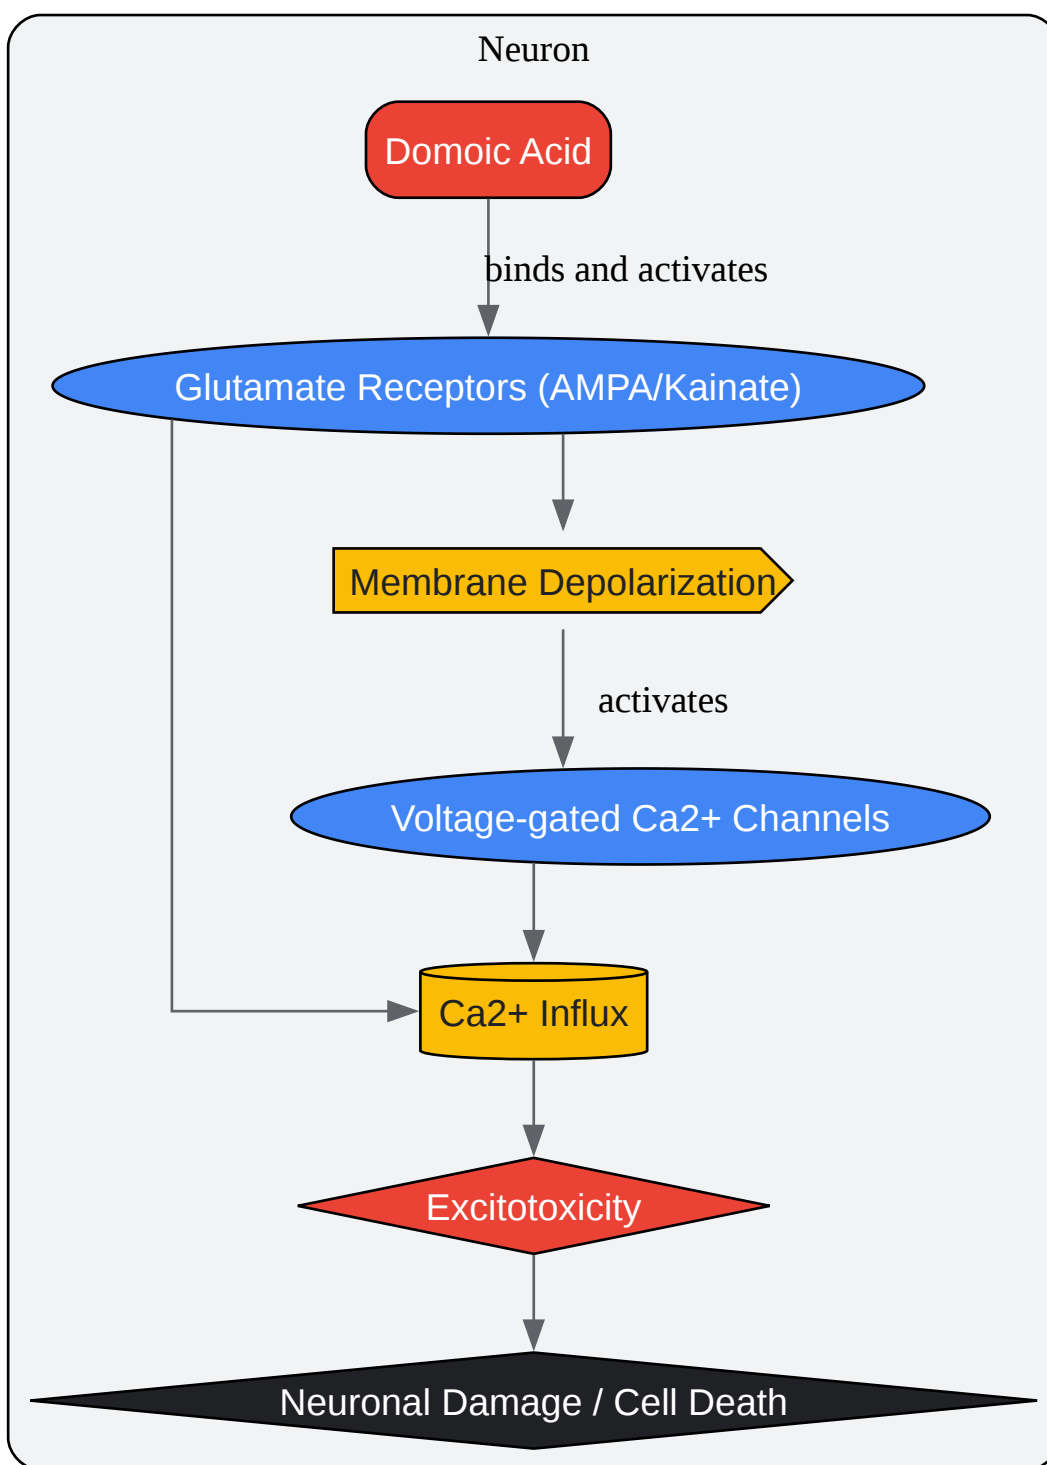 Neuron
Domoic Acid
binds and activates
Glutamate Receptors (AMPA/Kainate)
Membrane Depolarization
activates
Voltage-gated Ca2+ Channels
Ca2+ Influx
Excitotoxicity
Neuronal Damage / Cell Death